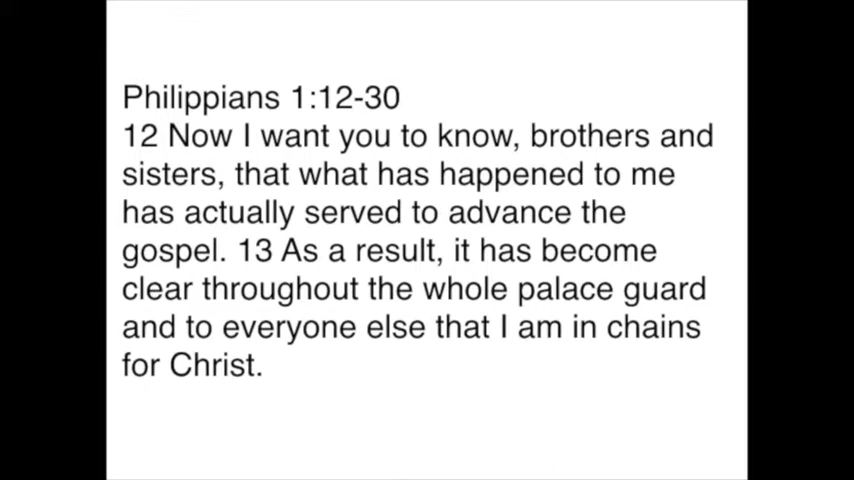 Philippians 1:12-30
12 Now I want you to know, brothers and
sisters, that what has happened to me
has actually served to advance the
gospel. 13 As a result, it has become
clear throughout the whole palace guard
and to everyone else that I am in chains
for Christ.